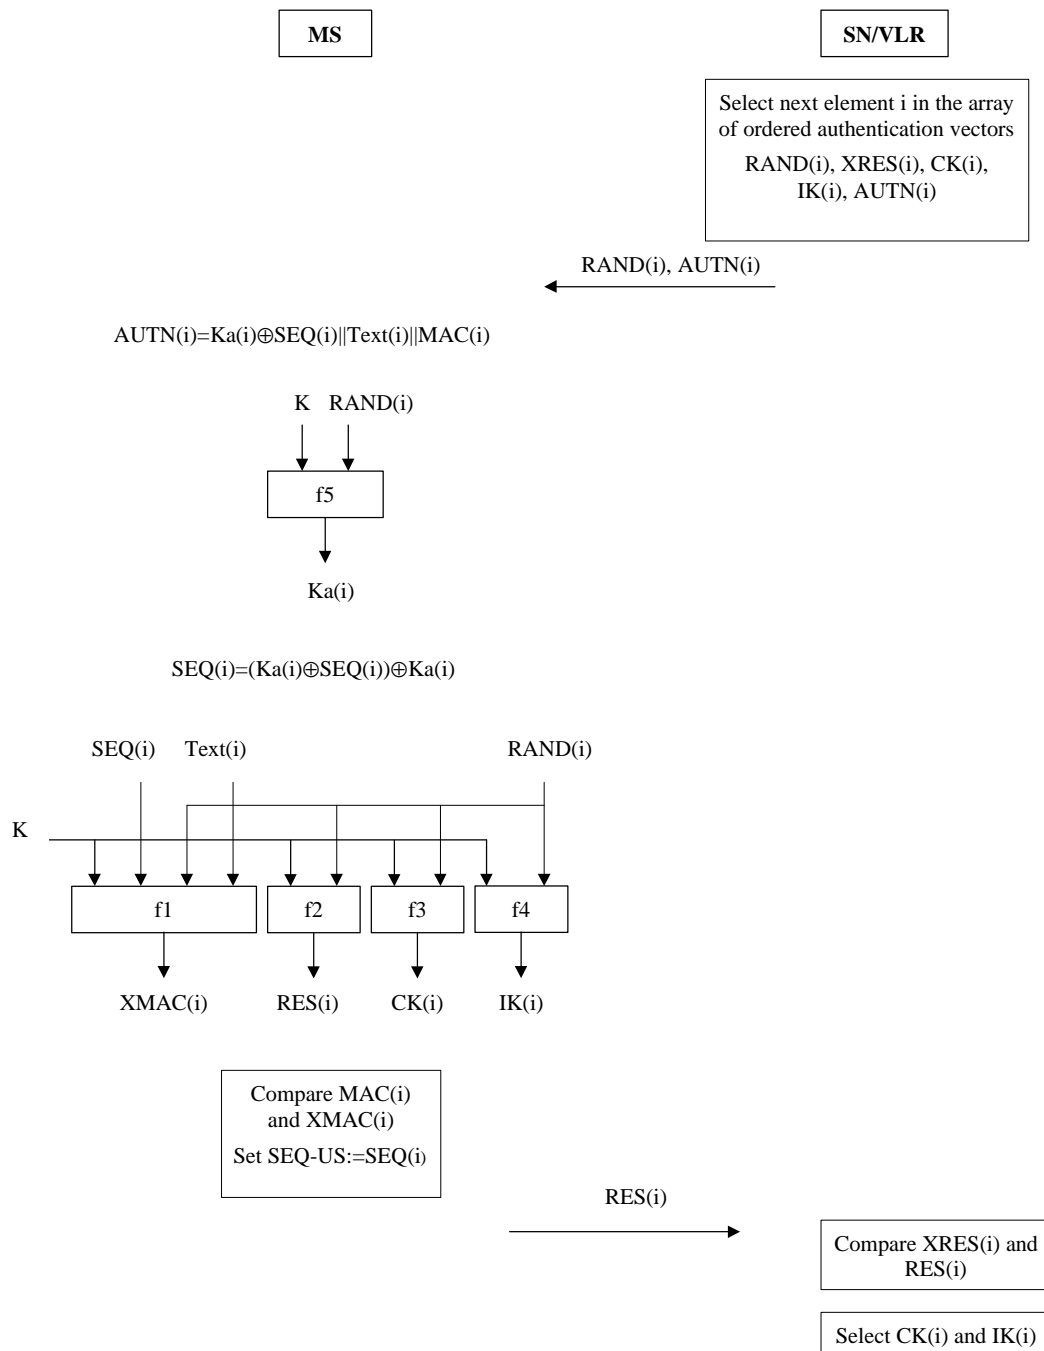 MS
SN/VLR
Select next element i in the array
of ordered authentication vectors
RAND(i), XRES(i), CK(i),
IK(i), AUTN(i)
RAND(i), AUTN(i)
AUTN(i)=Ka(i)⊕SEQ(i)||Text(i)||MAC(i)
K RAND(i)
f5
Ka(i)
SEQ(i)=(Ka(i)⊕SEQ(i))⊕Ka(i)
SEQ(i) Text(i) RAND(i)
K
f1 f2 f3 f4
XMAC(i) RES(i) CK(i) IK(i)
Compare MAC(i)
and XMAC(i)
Set SEQ-US:=SEQ(i)
RES(i)
Compare XRES(i) and
RES(i)
Select CK(i) and IK(i)